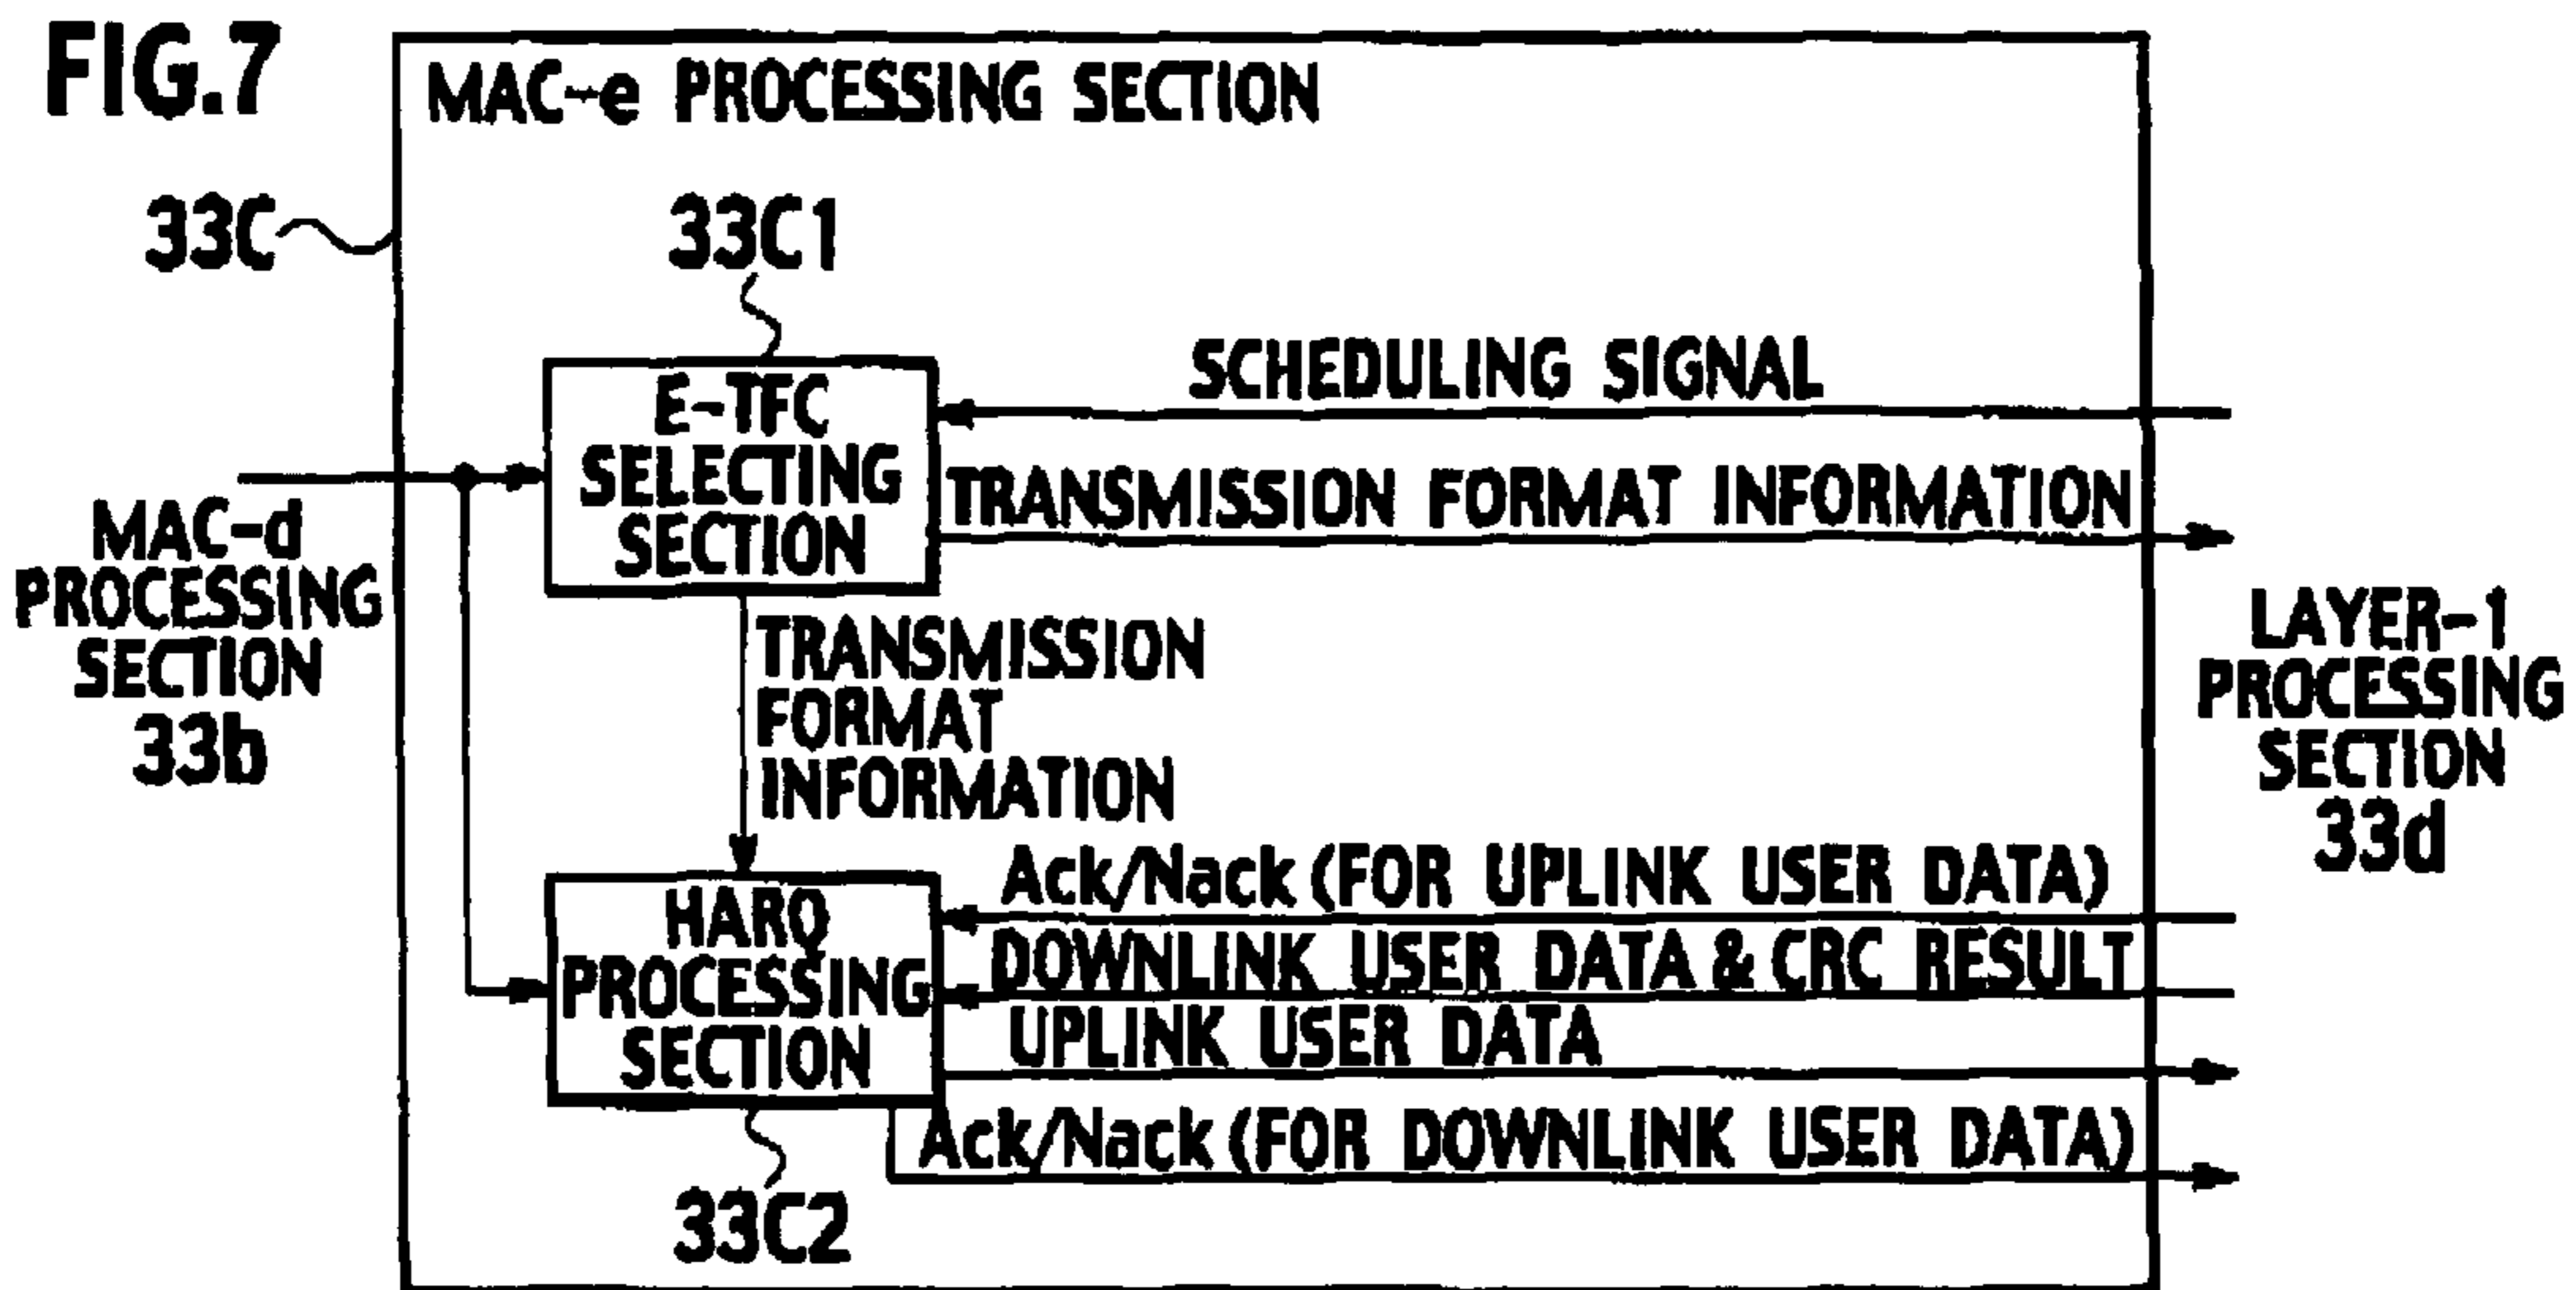 FIG.7
MAC-e PROCESSING SECTION
33C
33C1
E-TFC
SELECTING
SECTION
SCHEDULING SIGNAL
TRANSMISSION FORMAT INFORMATION
MAC-d
PROCESSING
SECTION
33b
TRANSMISSION
FORMAT
INFORMATION
LAYER-1
PROCESSING
SECTION
33d
HARQ
PROCESSING
SECTION
Ack/Nack (FOR UPLINK USER DATA)
DOWNLINK USER DATA & CRC RESULT
UPLINK USER DATA
Ack/Nack (FOR DOWNLINK USER DATA)
33C2